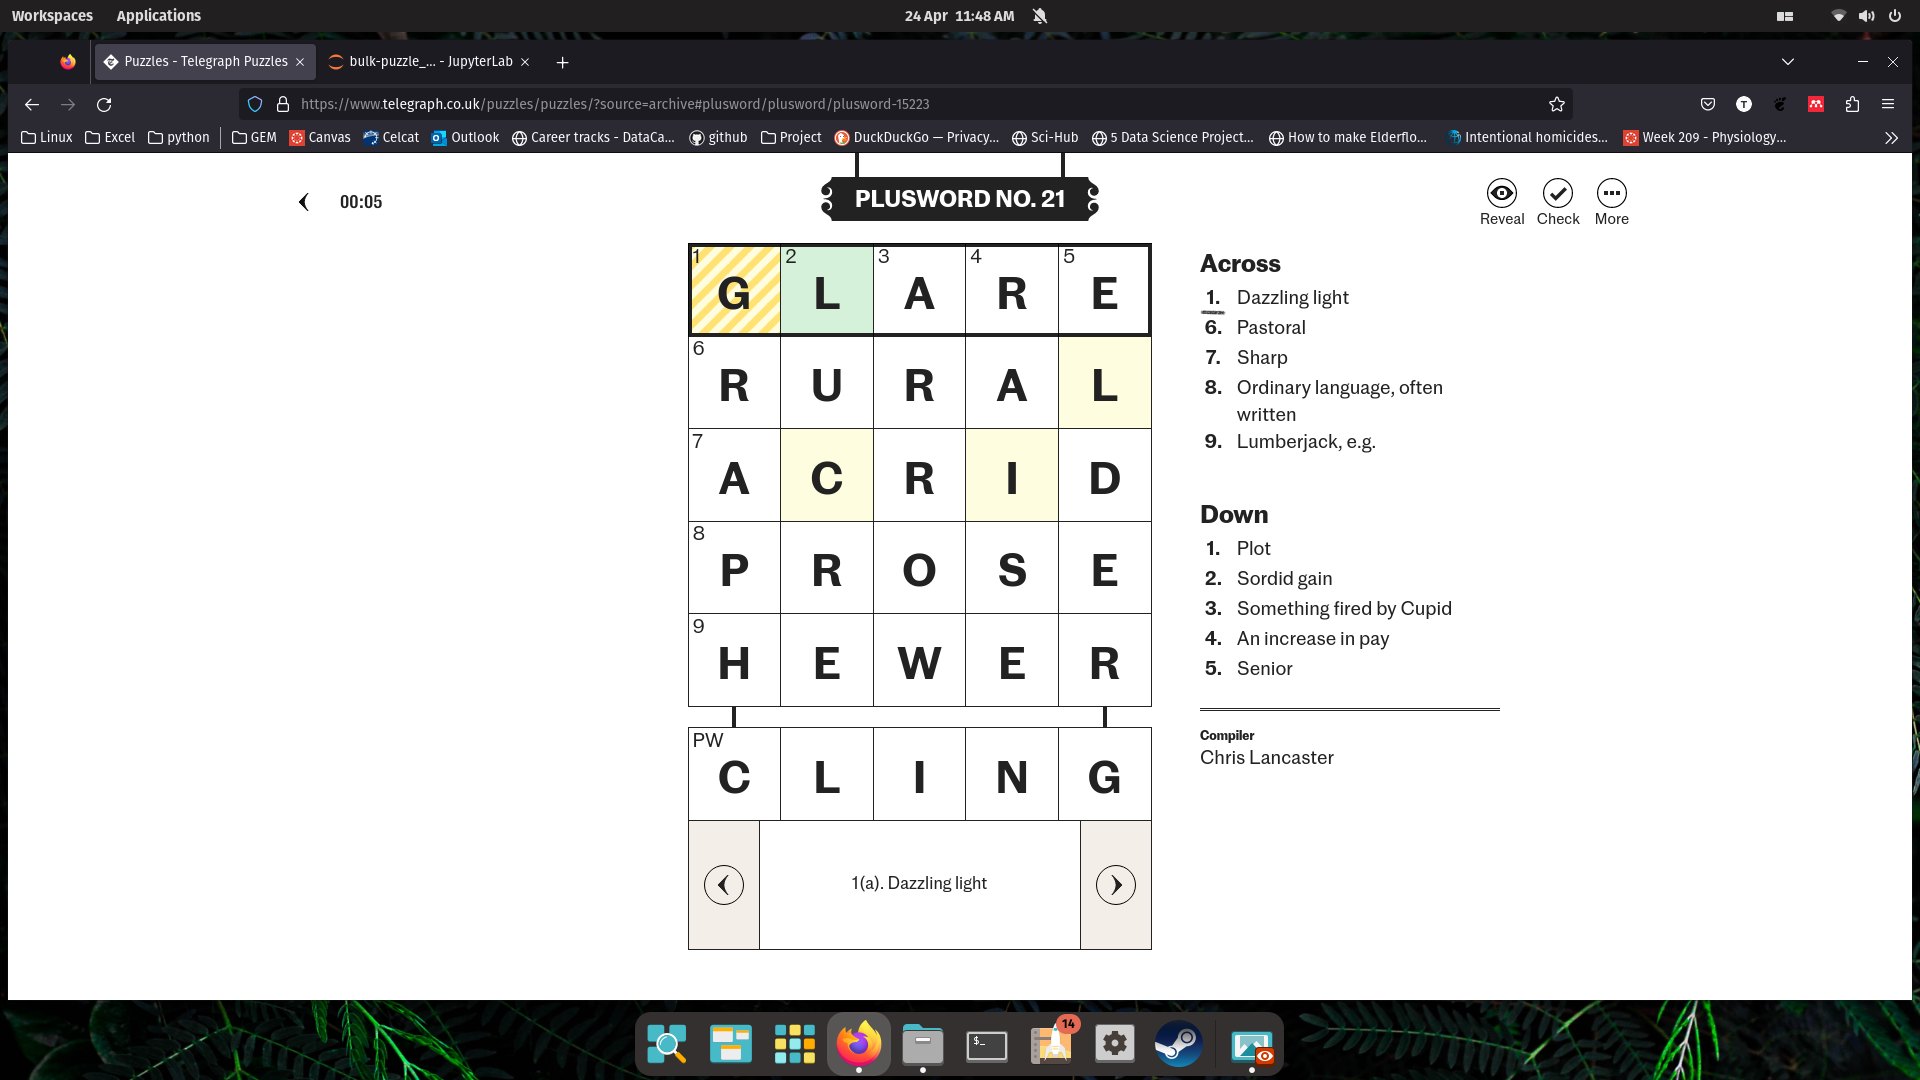 Workspaces Applications 24 Apr 11:48 AM
Puzzles - Telegraph Puzzles bulk-puzzle_... - JupyterLab
https://www.telegraph.co.uk/puzzles/puzzles/?source=archive#plusword/plusword/plusword-15223
Linux Excel python GEM Canvas Celcat Outlook Career tracks - DataCa... github Project DuckDuckGo — Privacy... Sci-Hub 5 Data Science Project... How to make Elderflo... Intentional homicides... Week 209 - Physiology...
00:05
PLUSWORD NO. 21
Reveal Check More
1 G 2 L 3 A 4 R 5 E
6 R U R A L
7 A C R I D
8 P R O S E
9 H E W E R
PW C L I N G
1(a). Dazzling light
Across
1. Dazzling light
6. Pastoral
7. Sharp
8. Ordinary language, often
written
9. Lumberjack, e.g.
Down
1. Plot
2. Sordid gain
3. Something fired by Cupid
4. An increase in pay
5. Senior
Compiler
Chris Lancaster
14